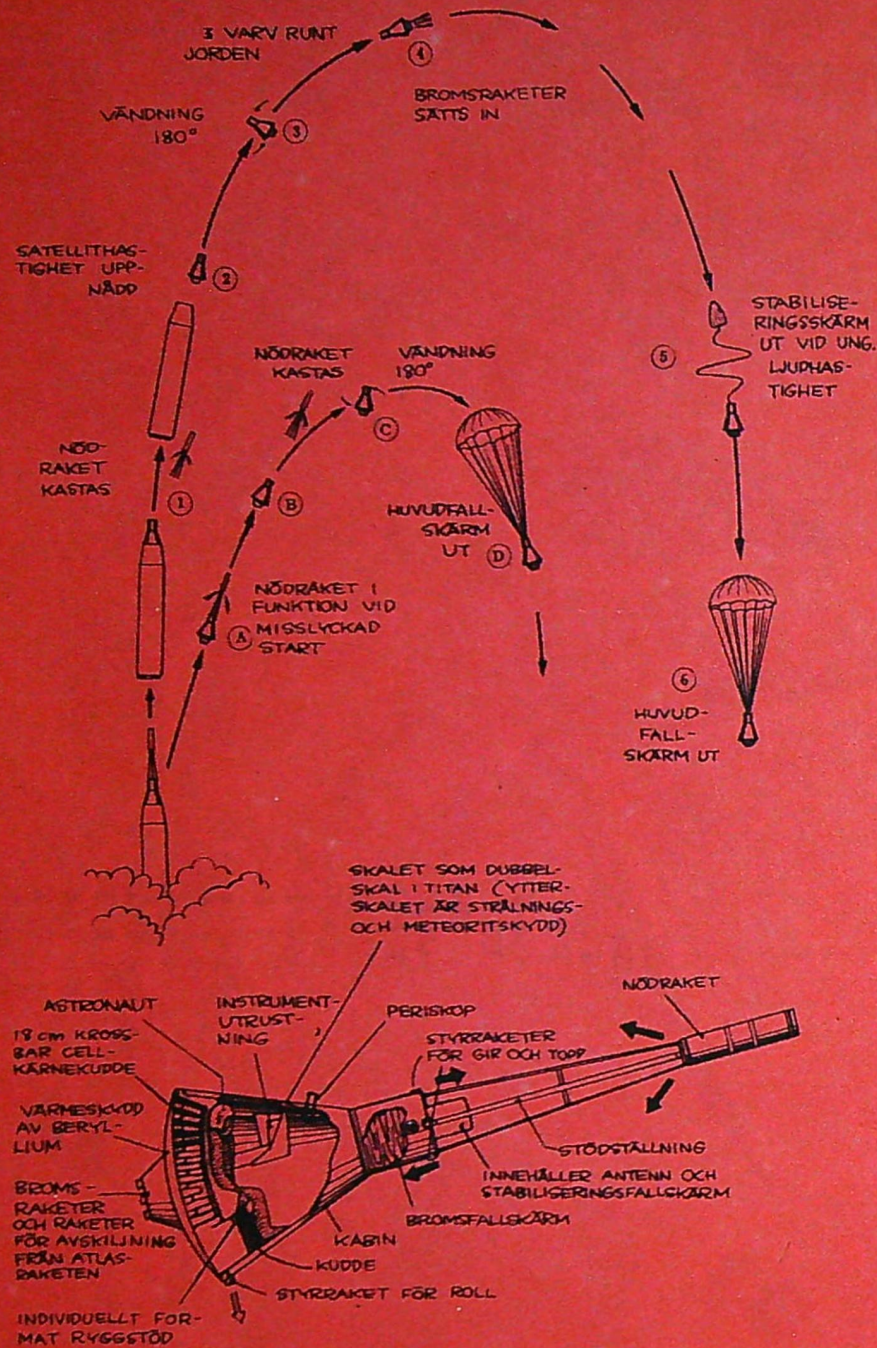 3 VARV RUNT
JORDEN
4
BROMSRAKETER
SÄTTS IN
VÄNDNING
180°
3
SATELLITHAS-
TIGHET UPP-
NÅDD
2
STABILISE-
RINGSSKÄRM
UT VID UNG.
LJUDHAS-
TIGHET
5
NÖDRAKET
KASTAS
VÄNDNING
180°
C
NÖD-
RAKET
KASTAS
1
B
HUVUDFALL-
SKÄRM
UT
D
NÖDRAKET I
FUNKTION VID
MISSLYCKAD
START
A
6
HUVUD-
FALL-
SKÄRM UT
SKALET SOM DUBBEL-
SKAL I TITAN (YTTER-
SKALET ÄR STRÅLNINGS-
OCH METEORITSKYDD)
ASTRONAUT
INSTRUMENT-
UTRUST-
NING
PERISKOP
NÖDRAKET
18 cm KROSS-
BAR CELL-
KÄRNEKUDDE
STYRRAKETER
FÖR GIR OCH TOPP
VÄRMESKYDD
AV BERYL-
LIUM
STÖDSTÄLLNING
INNEHÅLLER ANTENN OCH
STABILISERINGSFALLSKÄRM
BROMS-
RAKETER
OCH RAKETER
FÖR AVSKILJNING
FRÅN ATLAS-
RAKETEN
BROMSFALLSKÄRM
KABIN
KUDDE
STYRRAKET FÖR ROLL
INDIVIDUELLT FOR-
MAT RYGGSTÖD